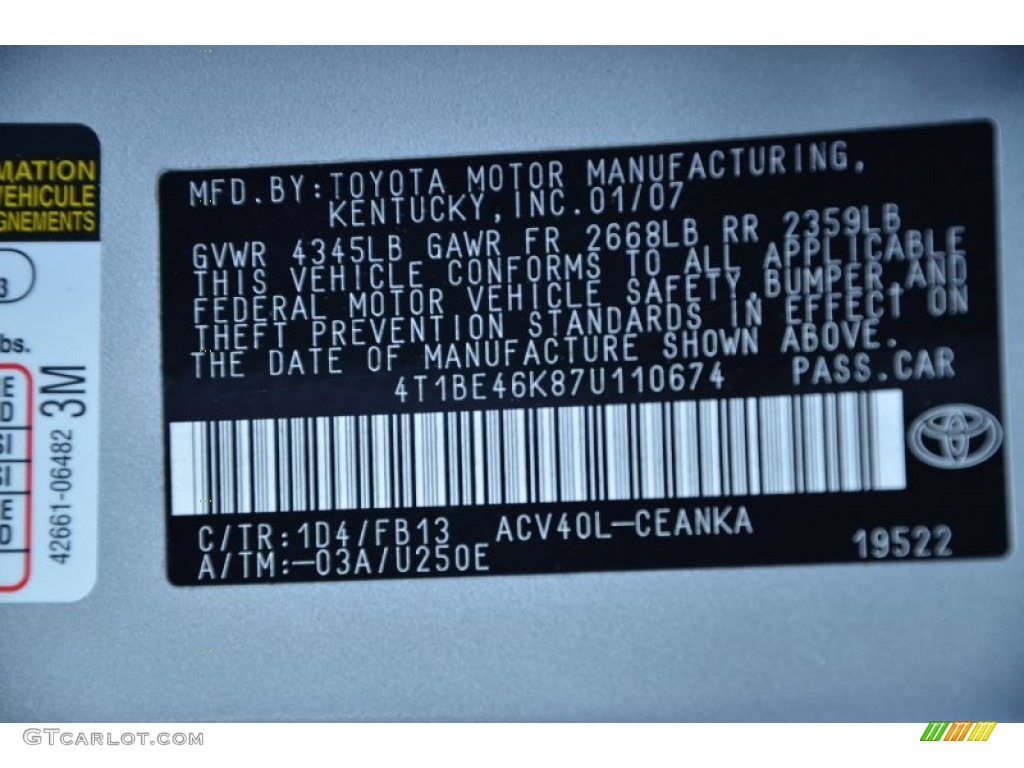 MATION
VEHICULE
GNEMENTS
3
bs.
E
D
SI
SI
E
D
42661-06482 3M
MFD.BY:TOYOTA MOTOR MANUFACTURING,
KENTUCKY,INC.01/07
GVWR 4345LB GAWR FR 2668LB RR 2359LB
THIS VEHICLE CONFORMS TO ALL APPLICABLE
FEDERAL MOTOR VEHICLE SAFETY,BUMPER,AND
THEFT PREVENTION STANDARDS IN EFFECT ON
THE DATE OF MANUFACTURE SHOWN ABOVE.
4T1BE46K87U110674 PASS.CAR
C/TR:1D4/FB13 ACV40L-CEANKA
A/TM:-03A/U250E 19522
GTCARLOT.COM